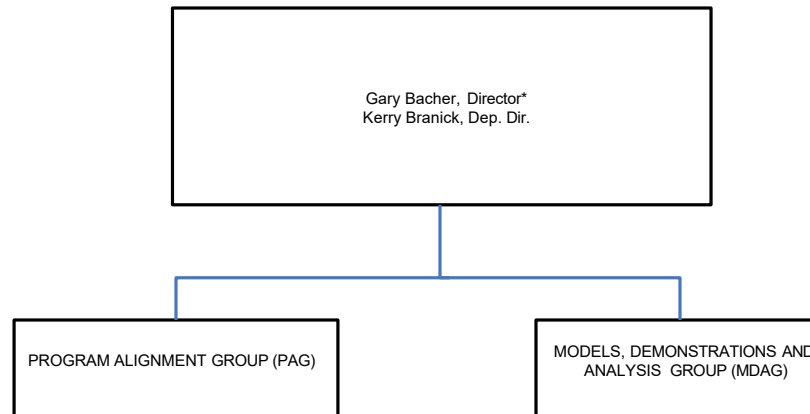 Gary Bacher, Director*
Kerry Branick, Dep. Dir.
PROGRAM ALIGNMENT GROUP (PAG)
MODELS, DEMONSTRATIONS AND
ANALYSIS GROUP (MDAG)